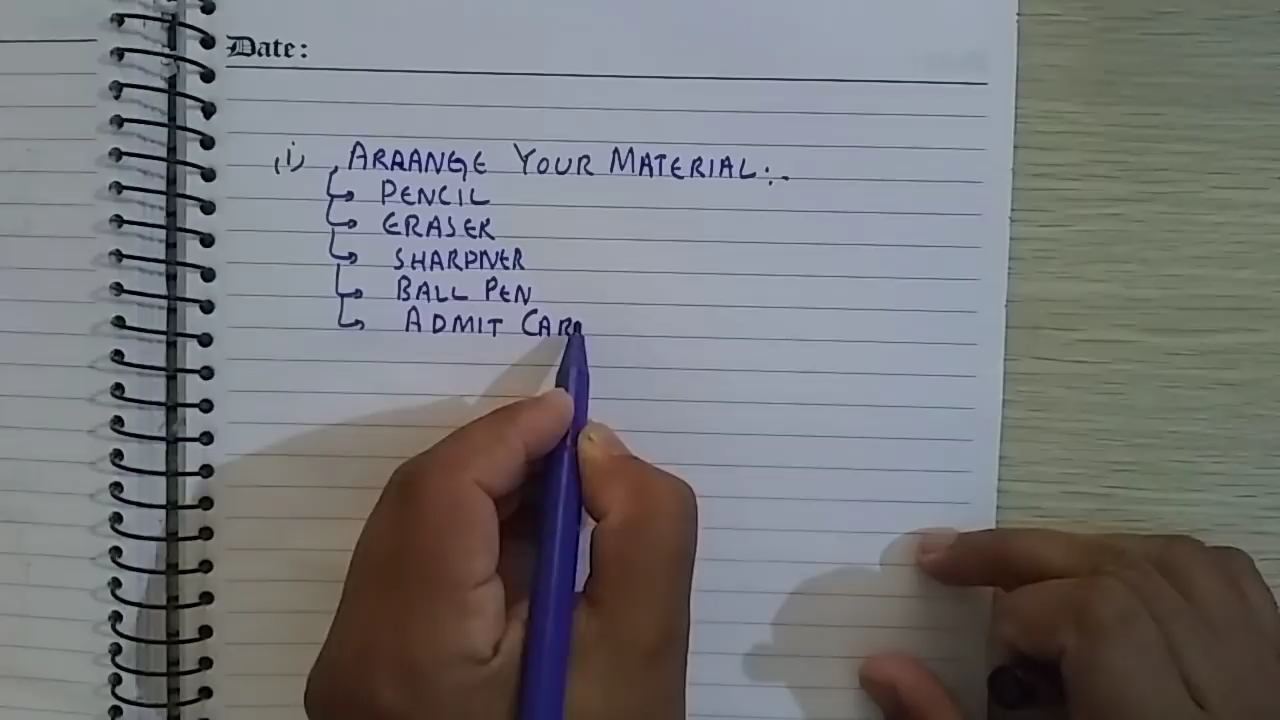 Date:
(i) ARRANGE YOUR MATERIAL:-
PENCIL
ERASER
SHARPNER
BALL PEN
ADMIT CAR